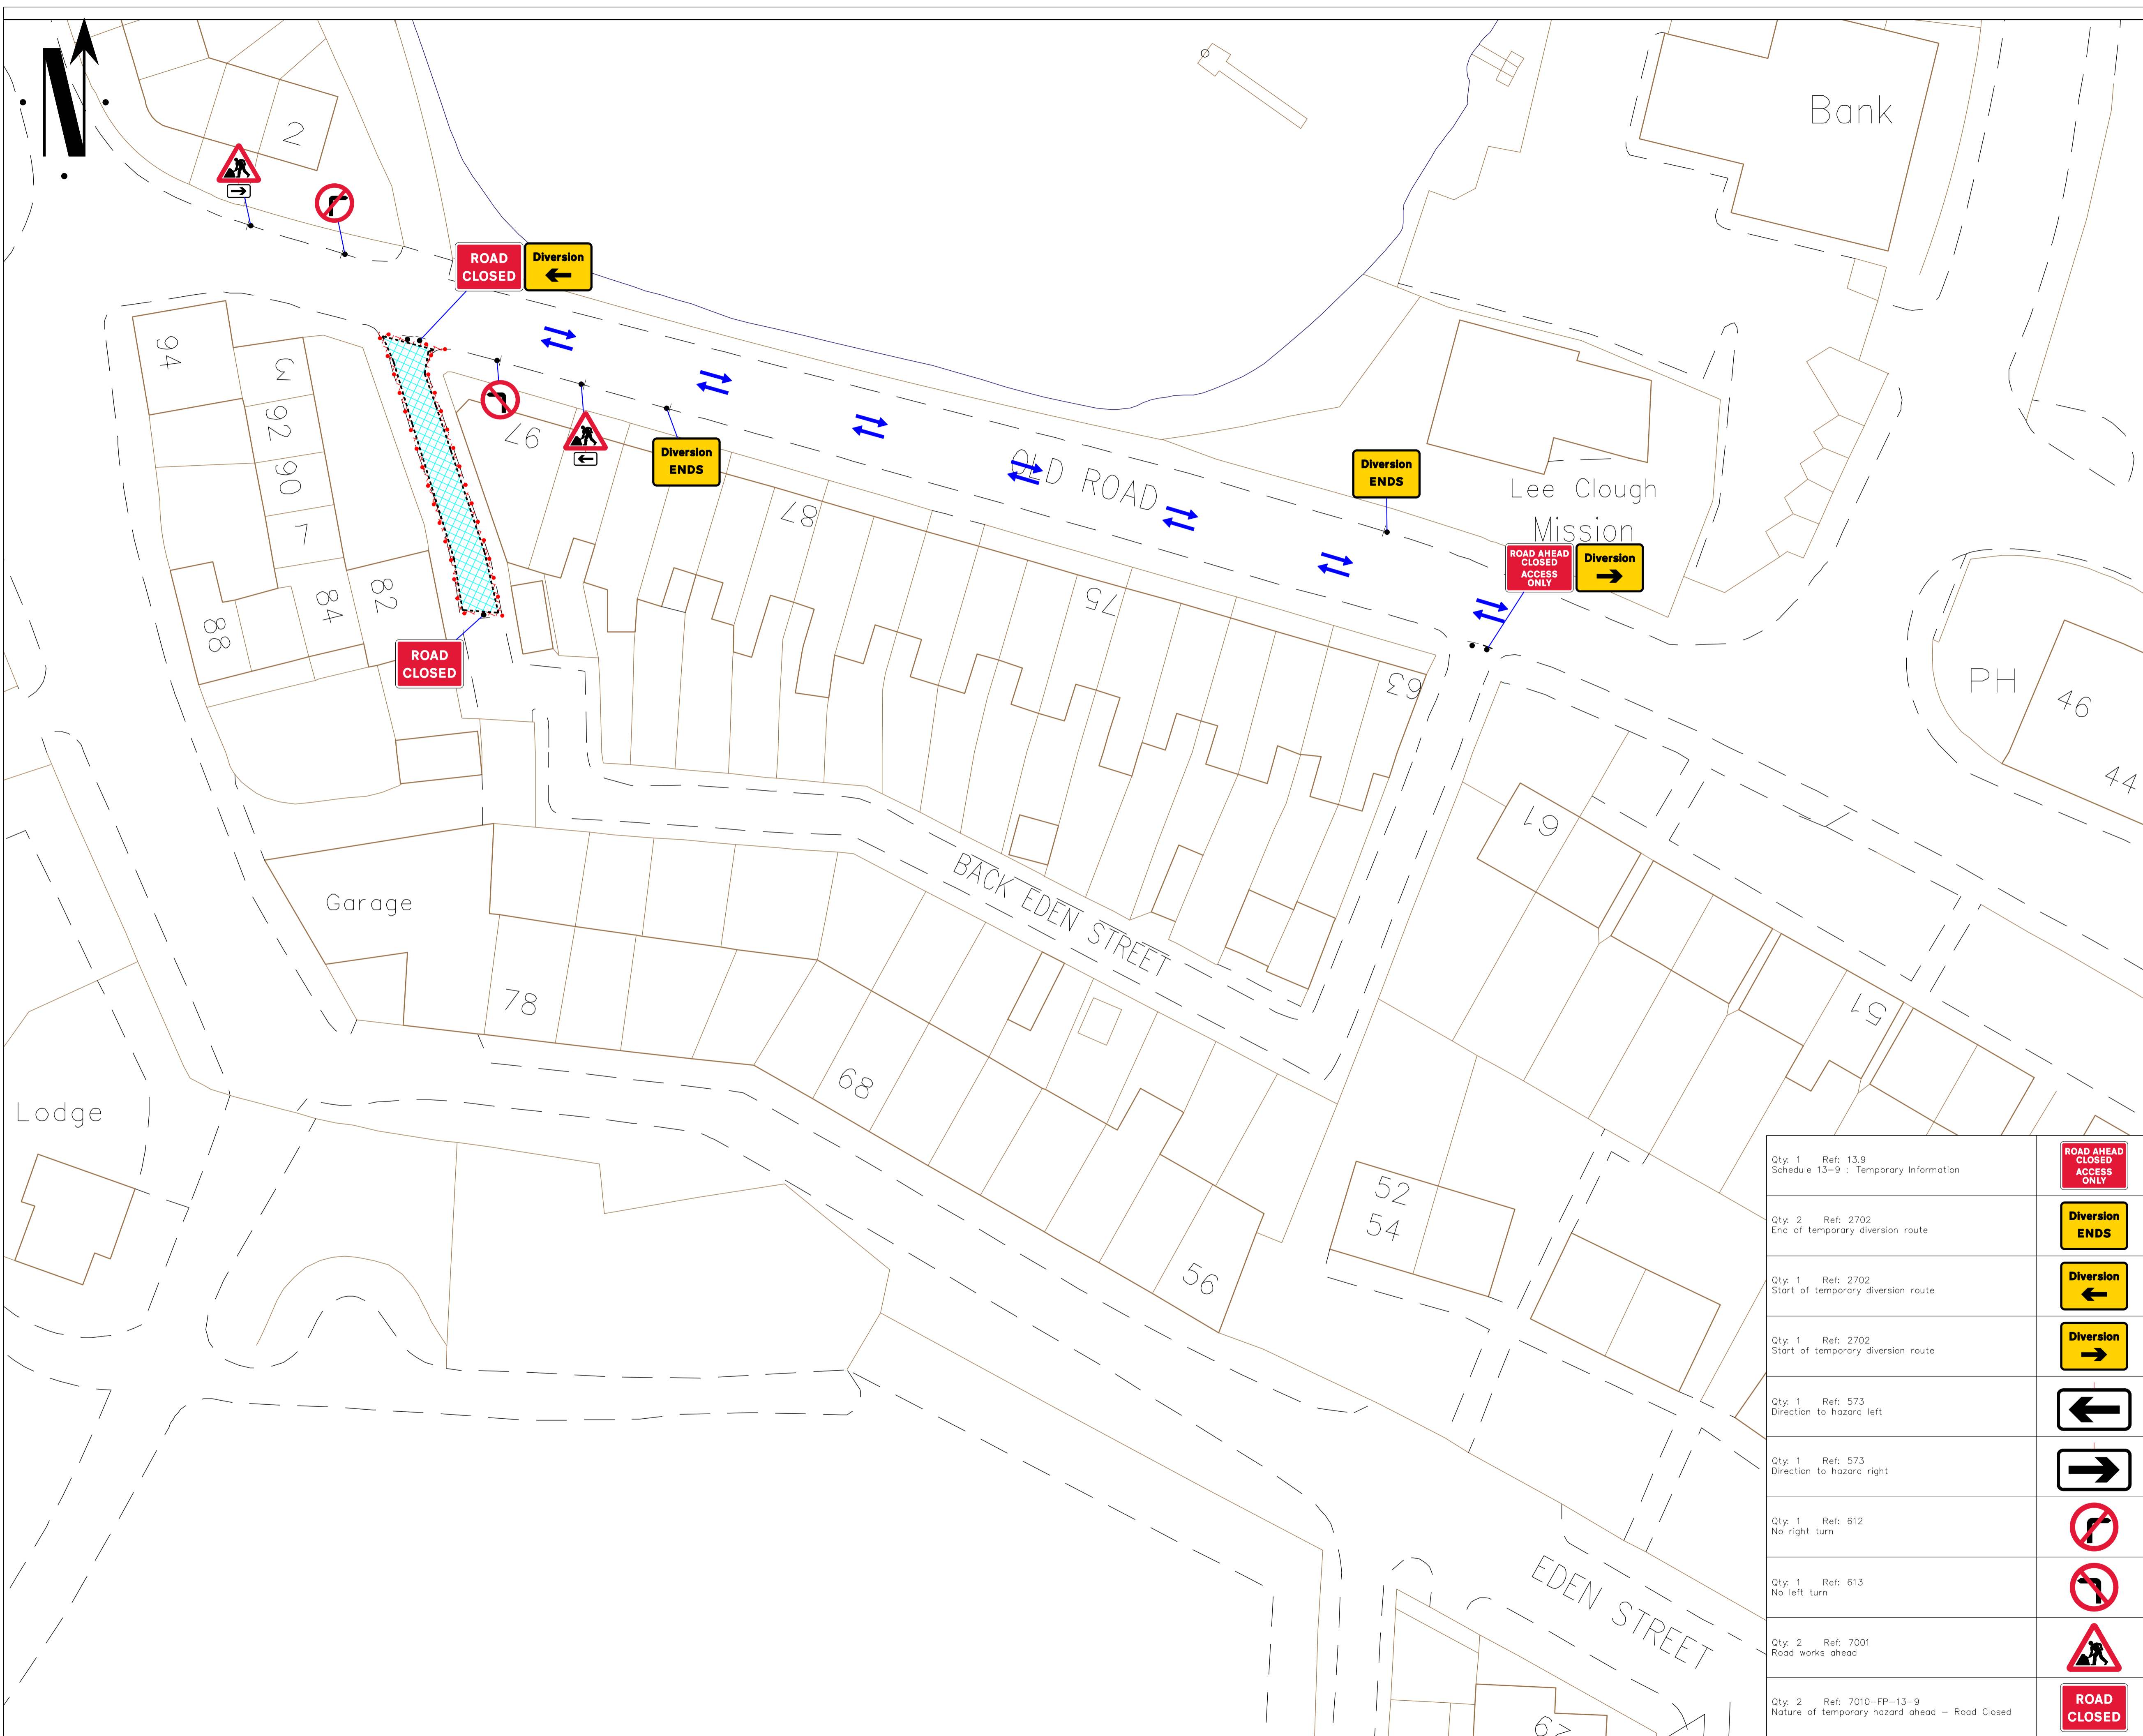 N
2
Bank
ROAD
CLOSED
Diversion
94
3
92
90
7
88
84
82
97
87
Diversion
ENDS
OLD ROAD
Diversion
ENDS
Lee Clough
Mission
ROAD AHEAD
CLOSED
ACCESS
ONLY
Diversion
75
63
ROAD
CLOSED
PH
46
44
61
51
BACK EDEN STREET
Garage
78
68
Lodge
52
54
56
EDEN STREET
67
Qty: 1 Ref: 13.9
Schedule 13-9 : Temporary Information
ROAD AHEAD
CLOSED
ACCESS
ONLY
Qty: 2 Ref: 2702
End of temporary diversion route
Diversion
ENDS
Qty: 1 Ref: 2702
Start of temporary diversion route
Diversion
Qty: 1 Ref: 2702
Start of temporary diversion route
Diversion
Qty: 1 Ref: 573
Direction to hazard left
Qty: 1 Ref: 573
Direction to hazard right
Qty: 1 Ref: 612
No right turn
Qty: 1 Ref: 613
No left turn
Qty: 2 Ref: 7001
Road works ahead
Qty: 2 Ref: 7010-FP-13-9
Nature of temporary hazard ahead - Road Closed
ROAD
CLOSED